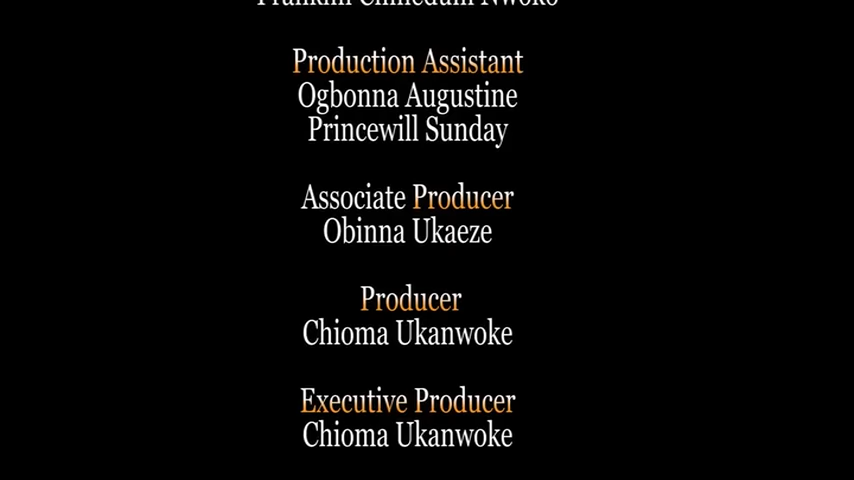 Production Assistant
Ogbonna Augustine
Princewill Sunday
Associate Producer
Obinna Ukaeze
Producer
Chioma Ukanwoke
Executive Producer
Chioma Ukanwoke